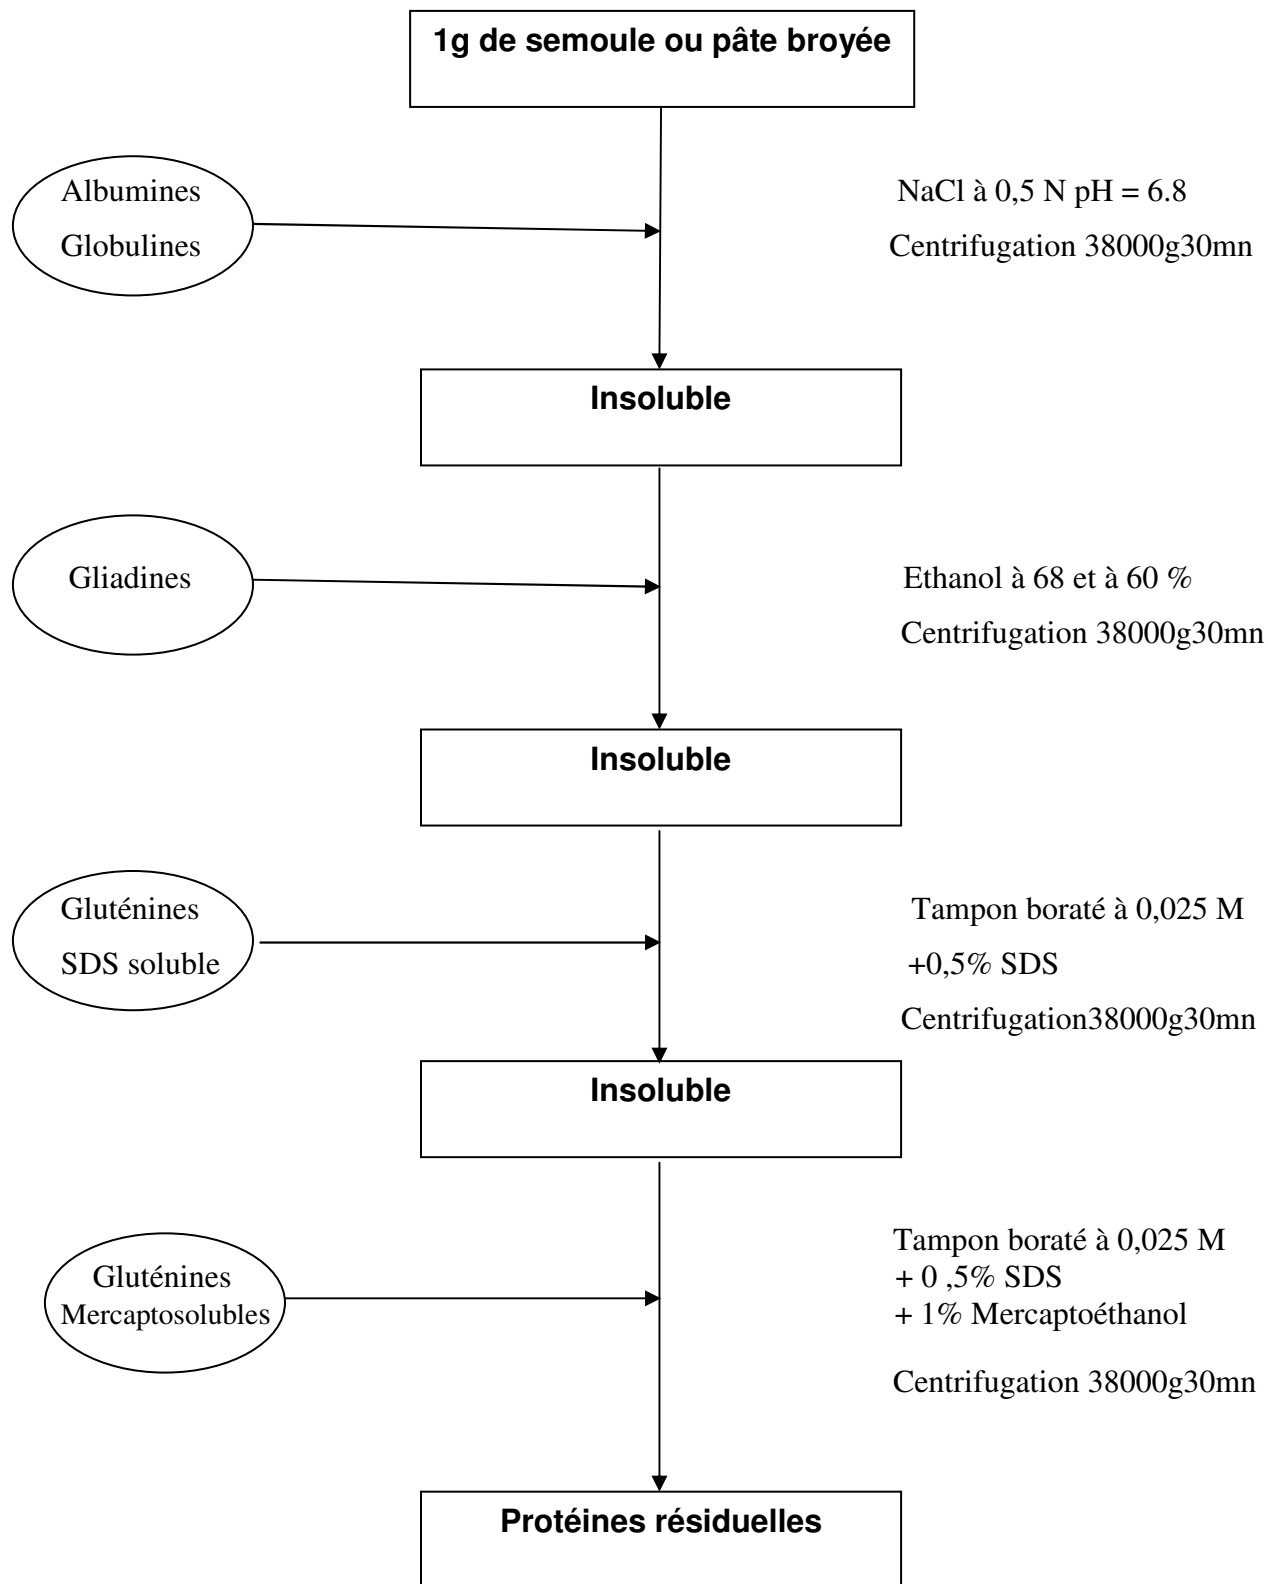 1g de semoule ou pâte broyée
Albumines
Globulines
NaCl à 0,5 N pH = 6.8
Centrifugation 38000g30mn
Insoluble
Gliadines
Ethanol à 68 et à 60 %
Centrifugation 38000g30mn
Insoluble
Gluténines
SDS soluble
Tampon boraté à 0,025 M
+0,5% SDS
Centrifugation38000g30mn
Insoluble
Gluténines
Mercaptosolubles
Tampon boraté à 0,025 M
+ 0 ,5% SDS
+ 1% Mercaptoéthanol
Centrifugation 38000g30mn
Protéines résiduelles